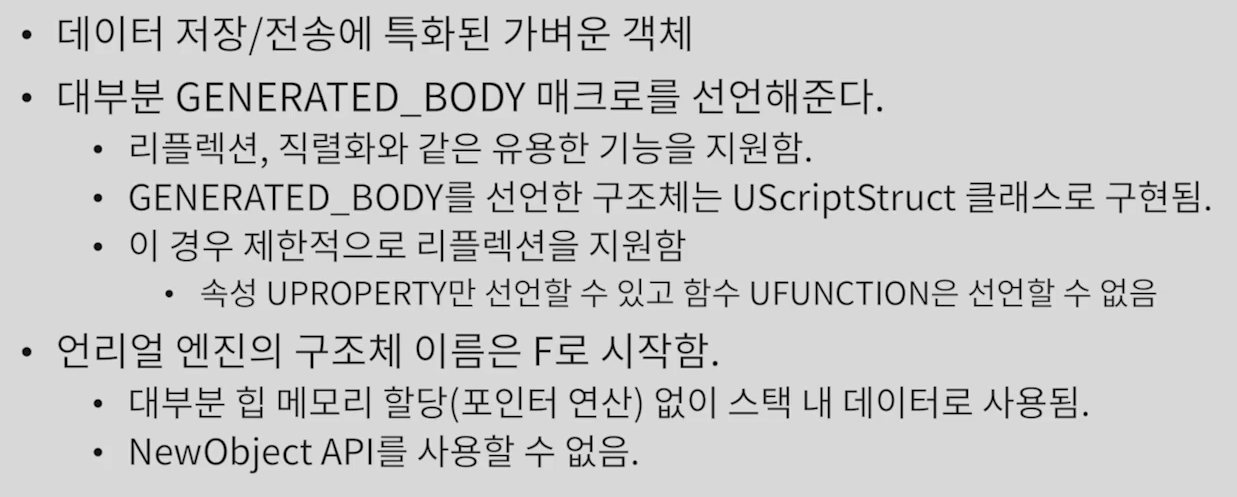 • 데이터 저장/전송에 특화된 가벼운 객체
• 대부분 GENERATED_BODY 매크로를 선언해준다.
• 리플렉션, 직렬화와 같은 유용한 기능을 지원함.
• GENERATED_BODY를 선언한 구조체는 UScriptStruct 클래스로 구현됨.
• 이 경우 제한적으로 리플렉션을 지원함
• 속성 UPROPERTY만 선언할 수 있고 함수 UFUNCTION은 선언할 수 없음
• 언리얼 엔진의 구조체 이름은 F로 시작함.
• 대부분 힙 메모리 할당(포인터 연산) 없이 스택 내 데이터로 사용됨.
• NewObject API를 사용할 수 없음.